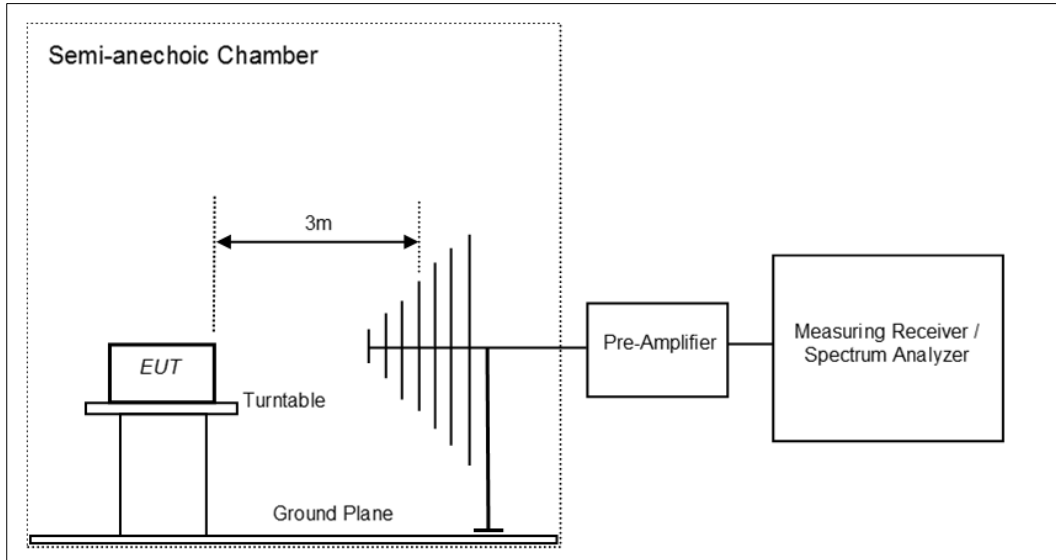 Semi-anechoic Chamber
3m
EUT
Turntable
Ground Plane
Pre-Amplifier
Measuring Receiver /
Spectrum Analyzer